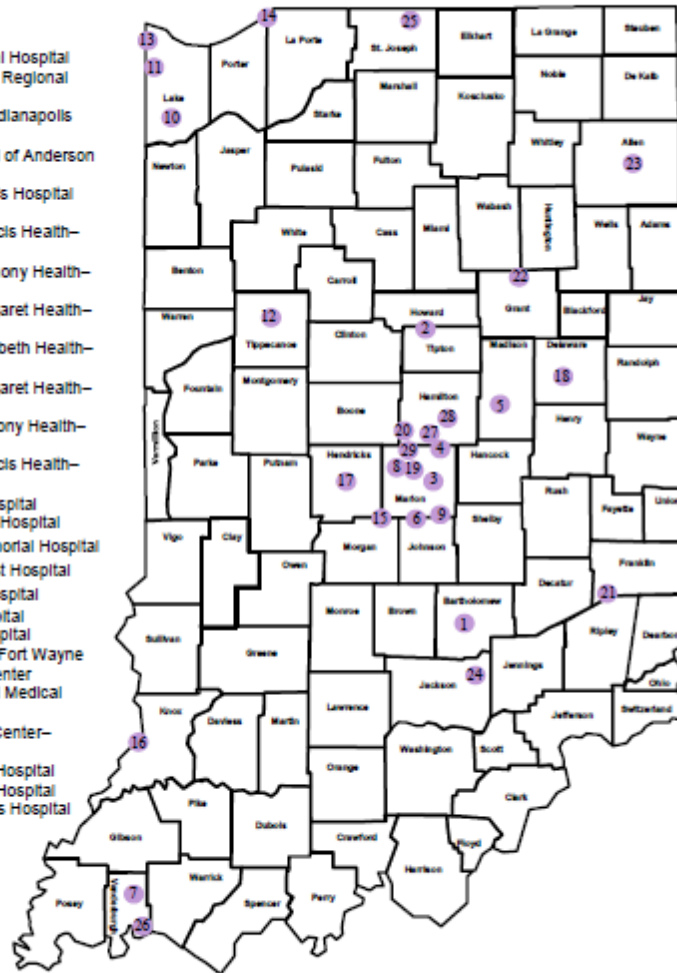 l Hospital
Regional
dianapolis
of Anderson
s Hospital
cis Health–
ony Health–
aret Health–
beth Health–
aret Health–
ony Health–
cis Health–
ospital
Hospital
orial Hospital
t Hospital
spital
ital
pital
Fort Wayne
enter
Medical
Center–
Hospital
Hospital
s Hospital
14
25
13
La Porte
St. Joseph
Elkhart
La Grange
Steuben
11
Porter
Lake
10
Marshall
Noble
De Kalb
Starke
Kosciusko
Jasper
Newton
Pulaski
Fulton
Whitley
Allen
23
Wabash
Huntington
White
Cass
Miami
Wells
Adams
Benton
Carroll
22
Grant
Blackford
Jay
Warren
12
Tippecanoe
Howard
2
Clinton
Tipton
Madison
Delaware
18
Randolph
Fountain
Montgomery
Boone
Hamilton
28
5
Henry
Vermillion
20
27
29
4
Wayne
Parke
Putnam
Hendricks
17
8
19
3
Marion
Hancock
Rush
Fayette
Union
15
6
9
Vigo
Clay
Morgan
Johnson
Shelby
Franklin
Owen
Decatur
21
Monroe
Brown
Bartholomew
1
Sullivan
Greene
Ripley
Dearborn
Jennings
24
Jackson
Ohio
Knox
Daviess
Martin
Lawrence
Jefferson
Switzerland
16
Washington
Scott
Orange
Clark
Pike
Dubois
Gibson
Crawford
Floyd
Harrison
Posey
Vanderburgh
7
Warrick
Spencer
Perry
26